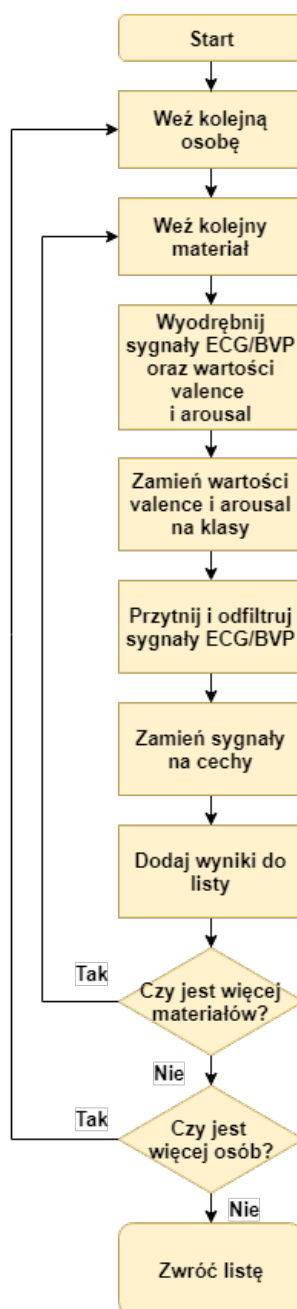 Start
Weź kolejną
osobę
Weź kolejny
materiał
Wyodrębnij
sygnały ECG/BVP
oraz wartości
valence
i arousal
Zamień wartości
valence i arousal
na klasy
Przytnij i odfiltruj
sygnały ECG/BVP
Zamień sygnały
na cechy
Dodaj wyniki do
listy
Tak
Czy jest więcej
materiałów?
Nie
Tak
Czy jest
więcej osób?
Nie
Zwróć listę